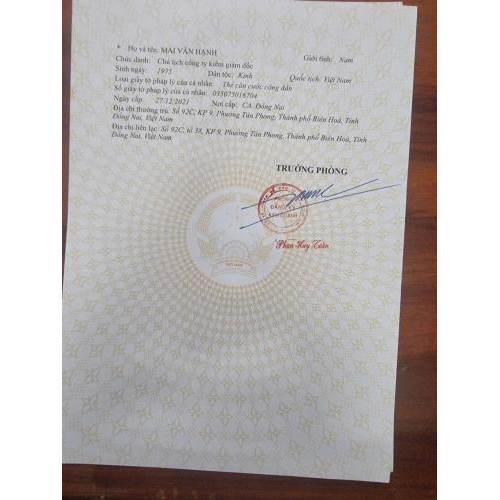 * Họ và tên: MAI VĂN HẠNH Giới tính: Nam
Chức danh: Chủ tịch công ty kiêm giám đốc
Sinh ngày: 1975 Dân tộc: Kinh Quốc tịch: Việt Nam
Loại giấy tờ pháp lý của cá nhân: Thẻ căn cước công dân
Số giấy tờ pháp lý của cá nhân: 035075016704
Ngày cấp: 27/12/2021 Nơi cấp: CA. Đồng Nai
Địa chỉ thường trú: Số 92C, KP 9, Phường Tân Phong, Thành phố Biên Hoà, Tỉnh
Đồng Nai, Việt Nam
Địa chỉ liên lạc: Số 92C, tổ 38, KP 9, Phường Tân Phong, Thành phố Biên Hoà, Tỉnh
Đồng Nai, Việt Nam
TRƯỞNG PHÒNG
PHÒNG
ĐĂNG KÝ
KINH DOANH
Phan Huy Toàn